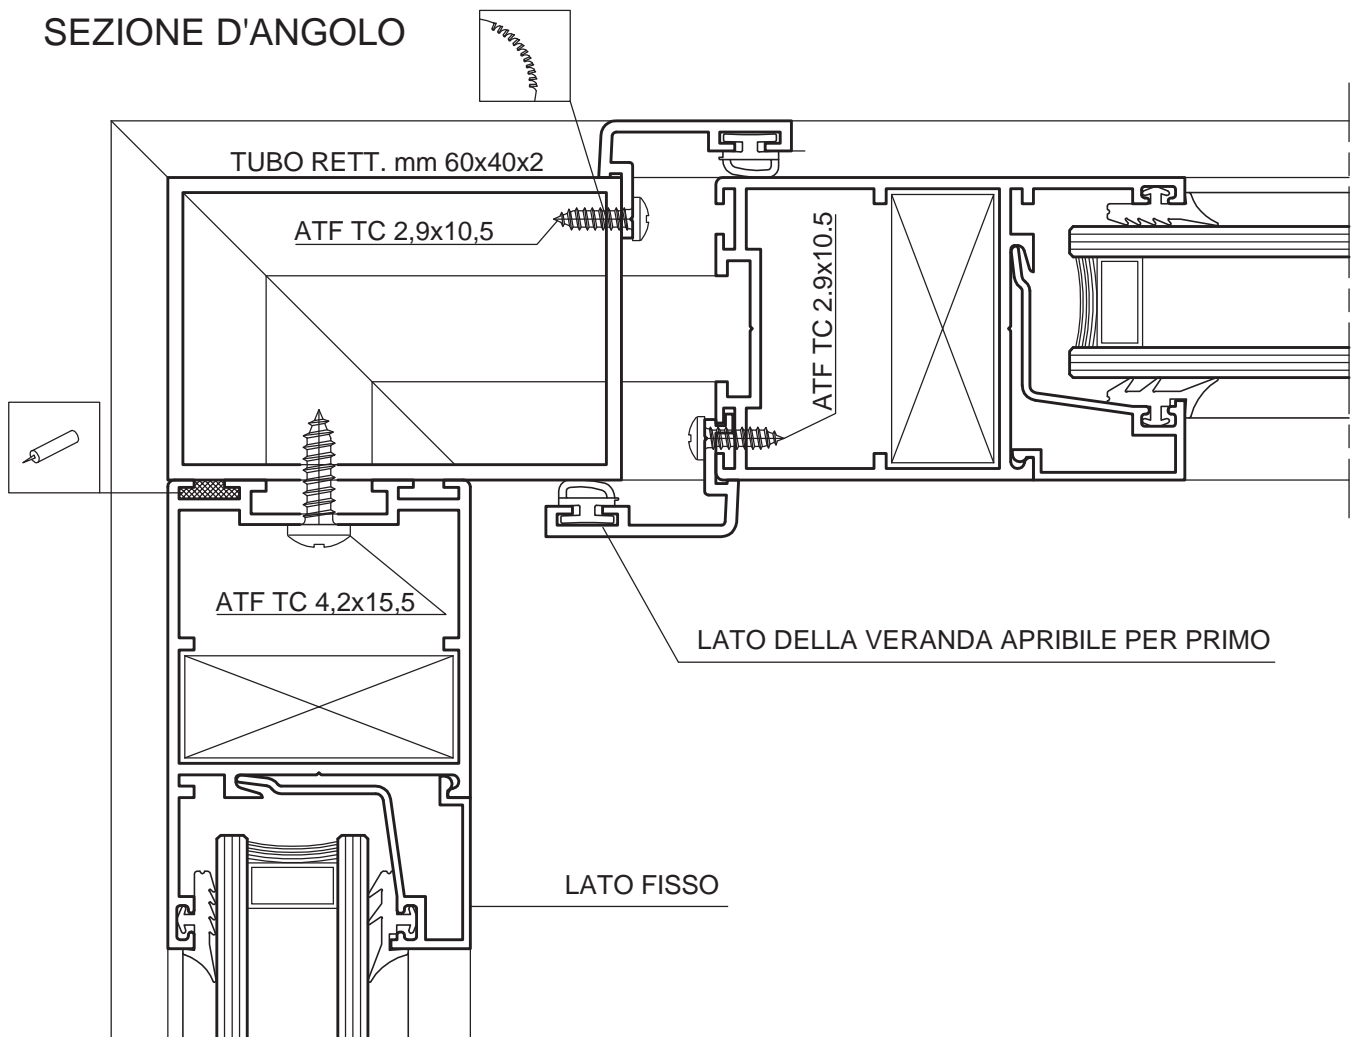 SEZIONE D'ANGOLO
TUBO RETT. mm 60x40x2
ATF TC 2,9x10,5
ATF TC 2.9x10.5
ATF TC 4,2x15,5
LATO DELLA VERANDA APRIBILE PER PRIMO
LATO FISSO